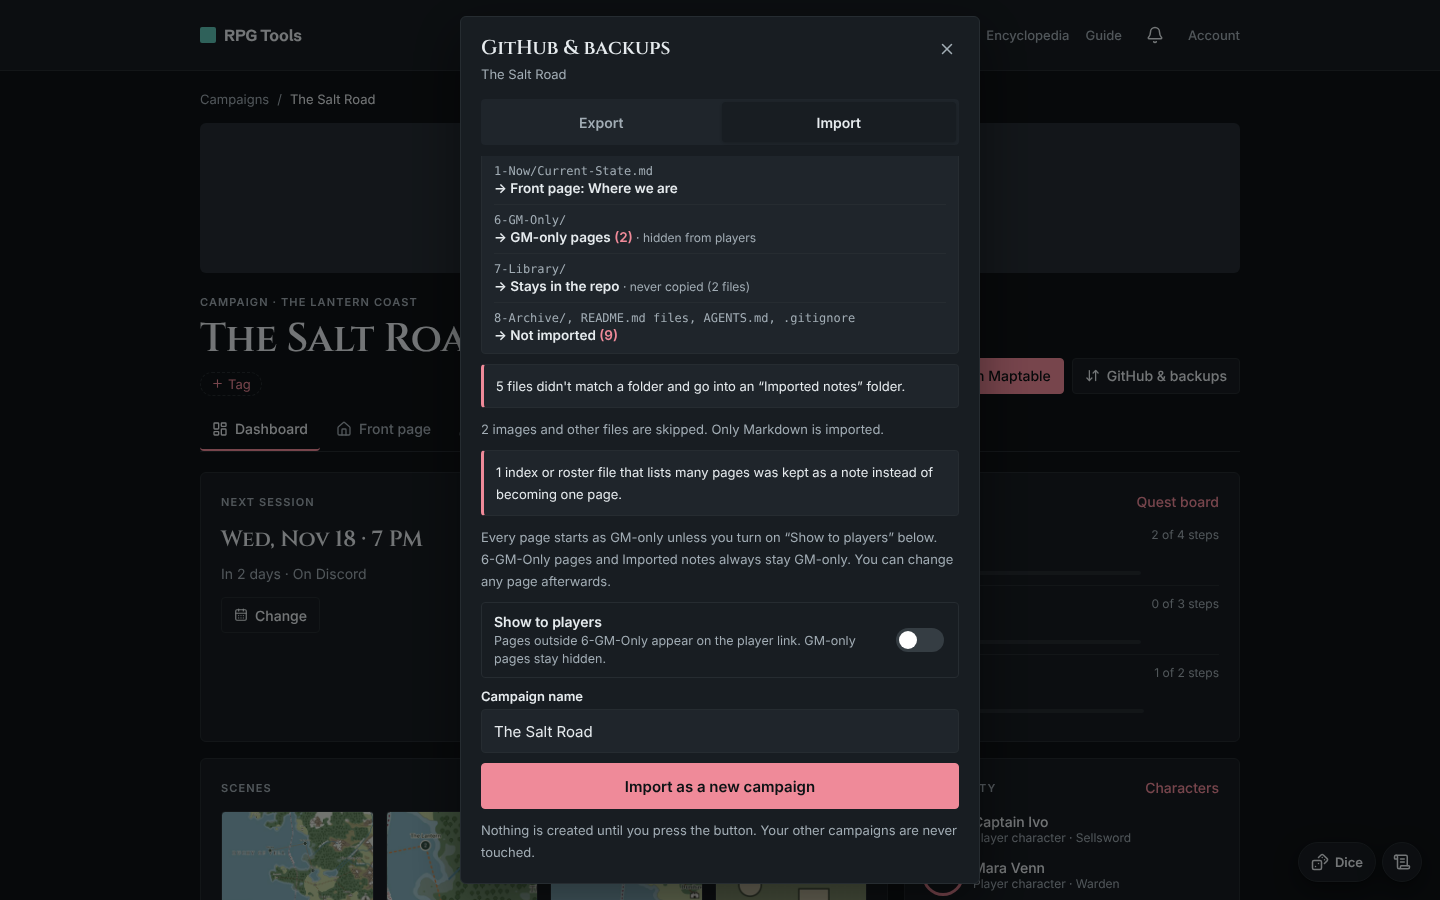 RPG Tools
Encyclopedia
Guide
Account
Campaigns / The Salt Road
CAMPAIGN · THE LANTERN COAST
THE SALT ROA
+ Tag
Maptable
GitHub & backups
Dashboard
Front page
NEXT SESSION
WED, NOV 18 · 7 PM
In 2 days · On Discord
Change
Quest board
2 of 4 steps
0 of 3 steps
1 of 2 steps
SCENES
TY
Characters
Captain Ivo
Player character · Sellsword
Mara Venn
Player character · Warden
Dice
GITHUB & BACKUPS
The Salt Road
Export
Import
1-Now/Current-State.md
→ Front page: Where we are
6-GM-Only/
→ GM-only pages (2) · hidden from players
7-Library/
→ Stays in the repo · never copied (2 files)
8-Archive/, README.md files, AGENTS.md, .gitignore
→ Not imported (9)
5 files didn't match a folder and go into an “Imported notes” folder.
2 images and other files are skipped. Only Markdown is imported.
1 index or roster file that lists many pages was kept as a note instead of
becoming one page.
Every page starts as GM-only unless you turn on “Show to players” below.
6-GM-Only pages and Imported notes always stay GM-only. You can change
any page afterwards.
Show to players
Pages outside 6-GM-Only appear on the player link. GM-only
pages stay hidden.
Campaign name
The Salt Road
Import as a new campaign
Nothing is created until you press the button. Your other campaigns are never
touched.